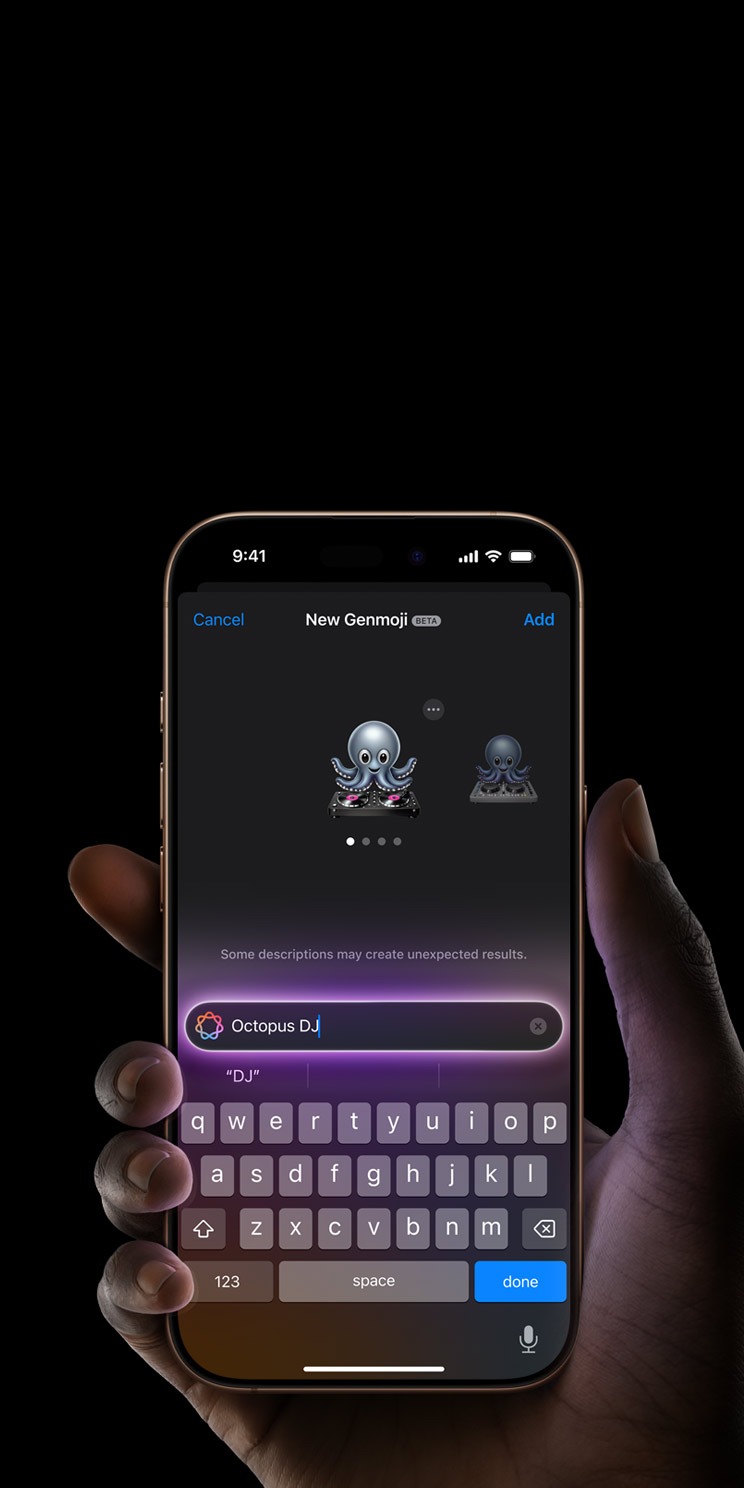 9:41
Cancel New Genmoji BETA Add
Some descriptions may create unexpected results.
Octopus DJ
“DJ”
q w e r t y u i o p
a s d f g h j k l
z x c v b n m
123 space done